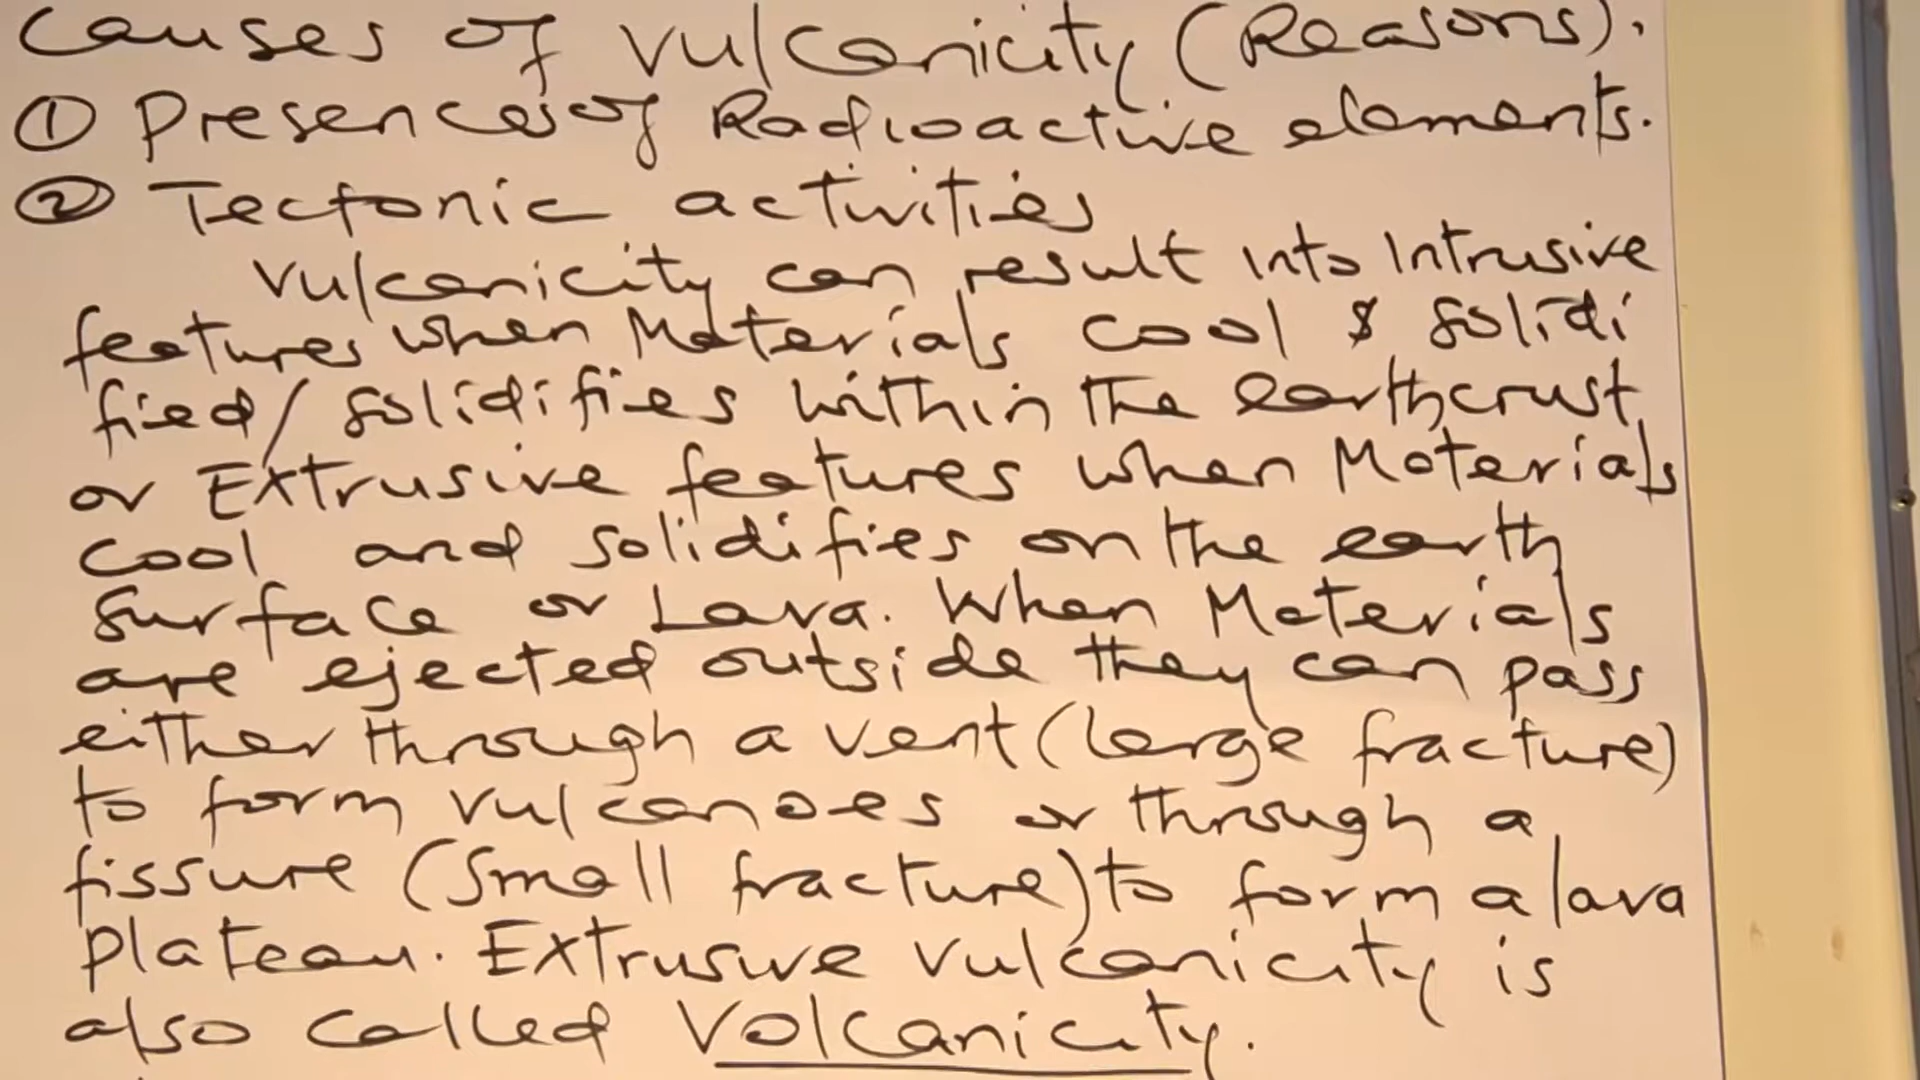 Causes of vulcanicity (Reasons).
① Presences of Radioactive elements.
② Tectonic activities
vulcanicity can result into Intrusive
features when Materials cool & solidi
fied/solidifies within the earthcrust
or Extrusive features when Materials
cool and solidifies on the earth
surface or Lava. When Materials
are ejected outside they can pass
either through a vent (large fracture)
to form vulcanoes or through a
fissure (small fracture) to form a lava
plateau. Extrusive vulcanicity is
also called Volcanicity.